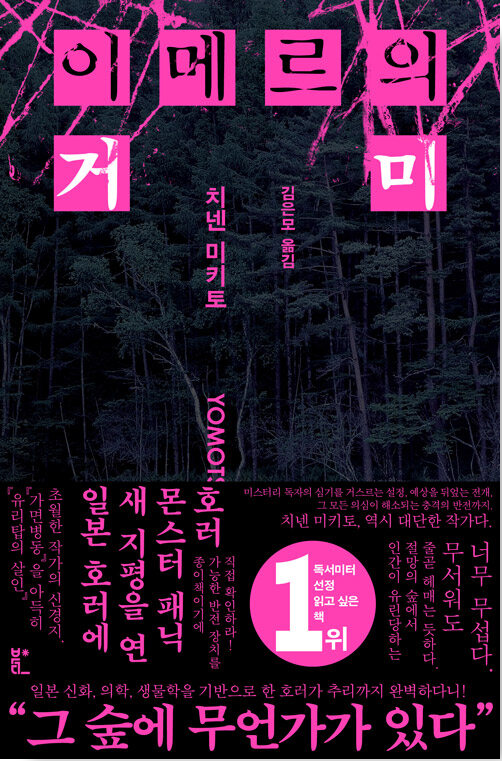 이메르의
거미
치넨 미키토
김은모 옮김
YOMOT
호러
몬스터 패닉
새 지평을 연
일본 호러에
초월한 작가의 신경지.
『가면병동』을 아득히
『유리탑의 살인』
직접 확인하라!
가능한 반전 장치를
종이책이기에
미스터리 독자의 심기를 거스르는 설정, 예상을 뒤엎는 전개,
그 모든 의심이 해소되는 충격의 반전까지.
치넨 미키토, 역시 대단한 작가다.
독서미터
선정
읽고 싶은
책
1위
너무 무섭다.
무서워도
줄곧 헤매는 듯하다.
절망의 숲에서
인간이 유린당하는
일본 신화, 의학, 생물학을 기반으로 한 호러가 추리까지 완벽하다니!
“그 숲에 무언가가 있다”